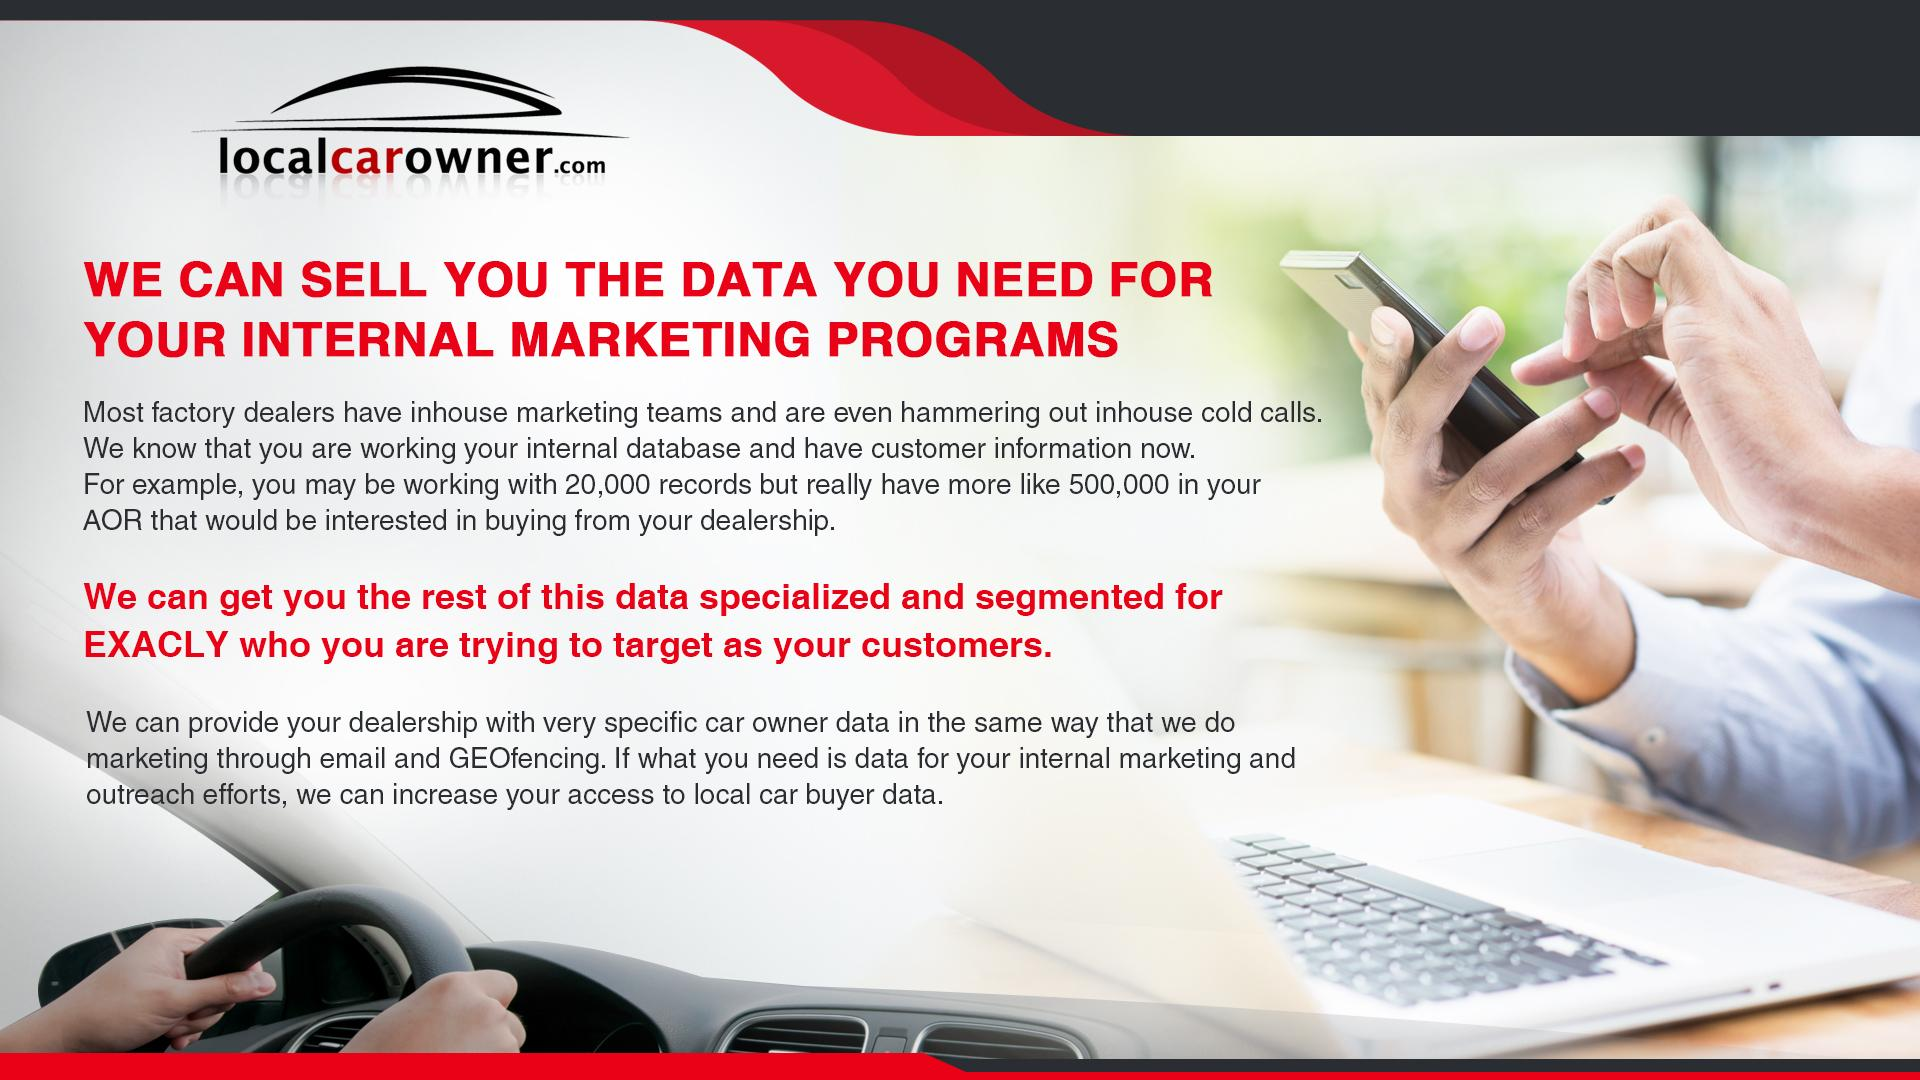 localcarowner.com
WE CAN SELL YOU THE DATA YOU NEED FOR
YOUR INTERNAL MARKETING PROGRAMS
Most factory dealers have inhouse marketing teams and are even hammering out inhouse cold calls.
We know that you are working your internal database and have customer information now.
For example, you may be working with 20,000 records but really have more like 500,000 in your
AOR that would be interested in buying from your dealership.
We can get you the rest of this data specialized and segmented for
EXACLY who you are trying to target as your customers.
We can provide your dealership with very specific car owner data in the same way that we do
marketing through email and GEOfencing. If what you need is data for your internal marketing and
outreach efforts, we can increase your access to local car buyer data.